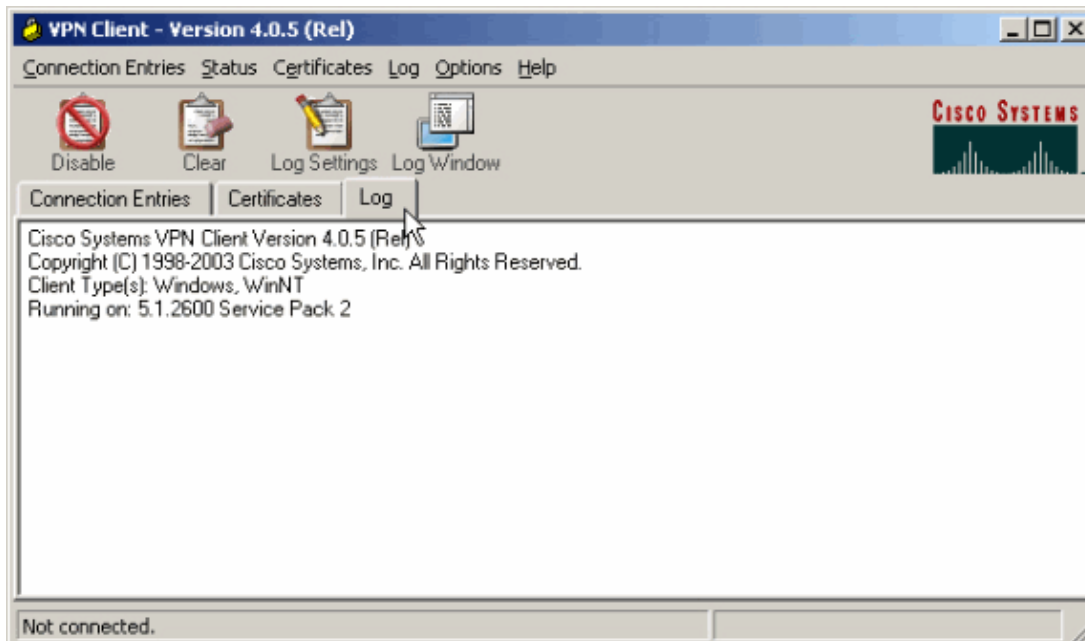 VPN Client - Version 4.0.5 (Rel)
Connection Entries Status Certificates Log Options Help
Disable Clear Log Settings Log Window
CISCO SYSTEMS
Connection Entries Certificates Log
Cisco Systems VPN Client Version 4.0.5 (Rel)
Copyright (C) 1998-2003 Cisco Systems, Inc. All Rights Reserved.
Client Type(s): Windows, WinNT
Running on: 5.1.2600 Service Pack 2
Not connected.